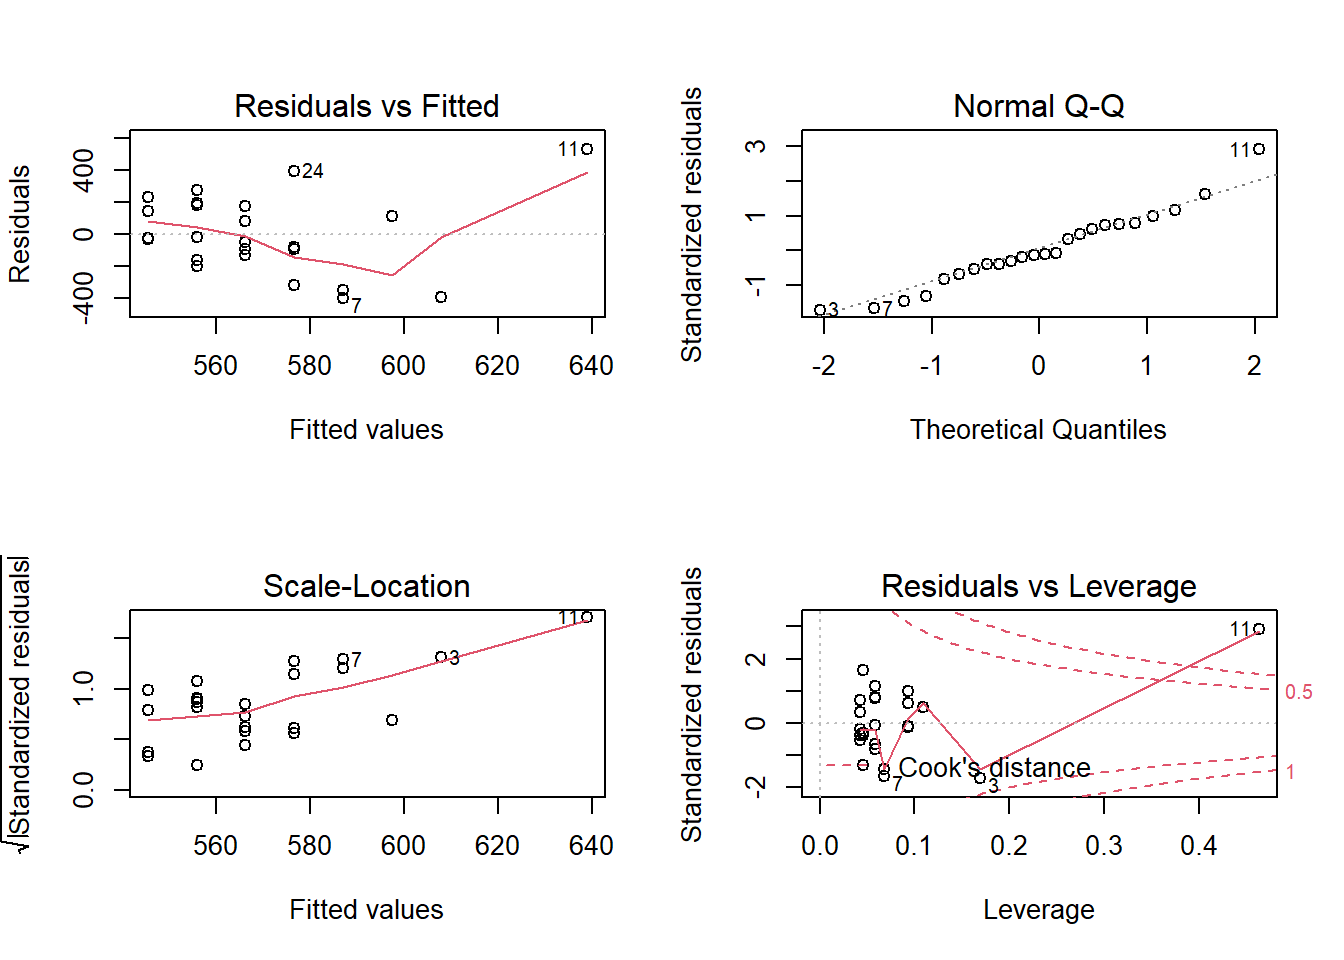 Residuals vs Fitted
Residuals
400
0
-400
11
24
7
560 580 600 620 640
Fitted values
Normal Q-Q
Standardized residuals
3
1
-1
11
3
7
-2 -1 0 1 2
Theoretical Quantiles
Scale-Location
√|Standardized residuals|
1.0
0.0
11
7
3
560 580 600 620 640
Fitted values
Residuals vs Leverage
Standardized residuals
2
0
-2
11
0.5
1
Cook's distance
7
3
0.0 0.1 0.2 0.3 0.4
Leverage